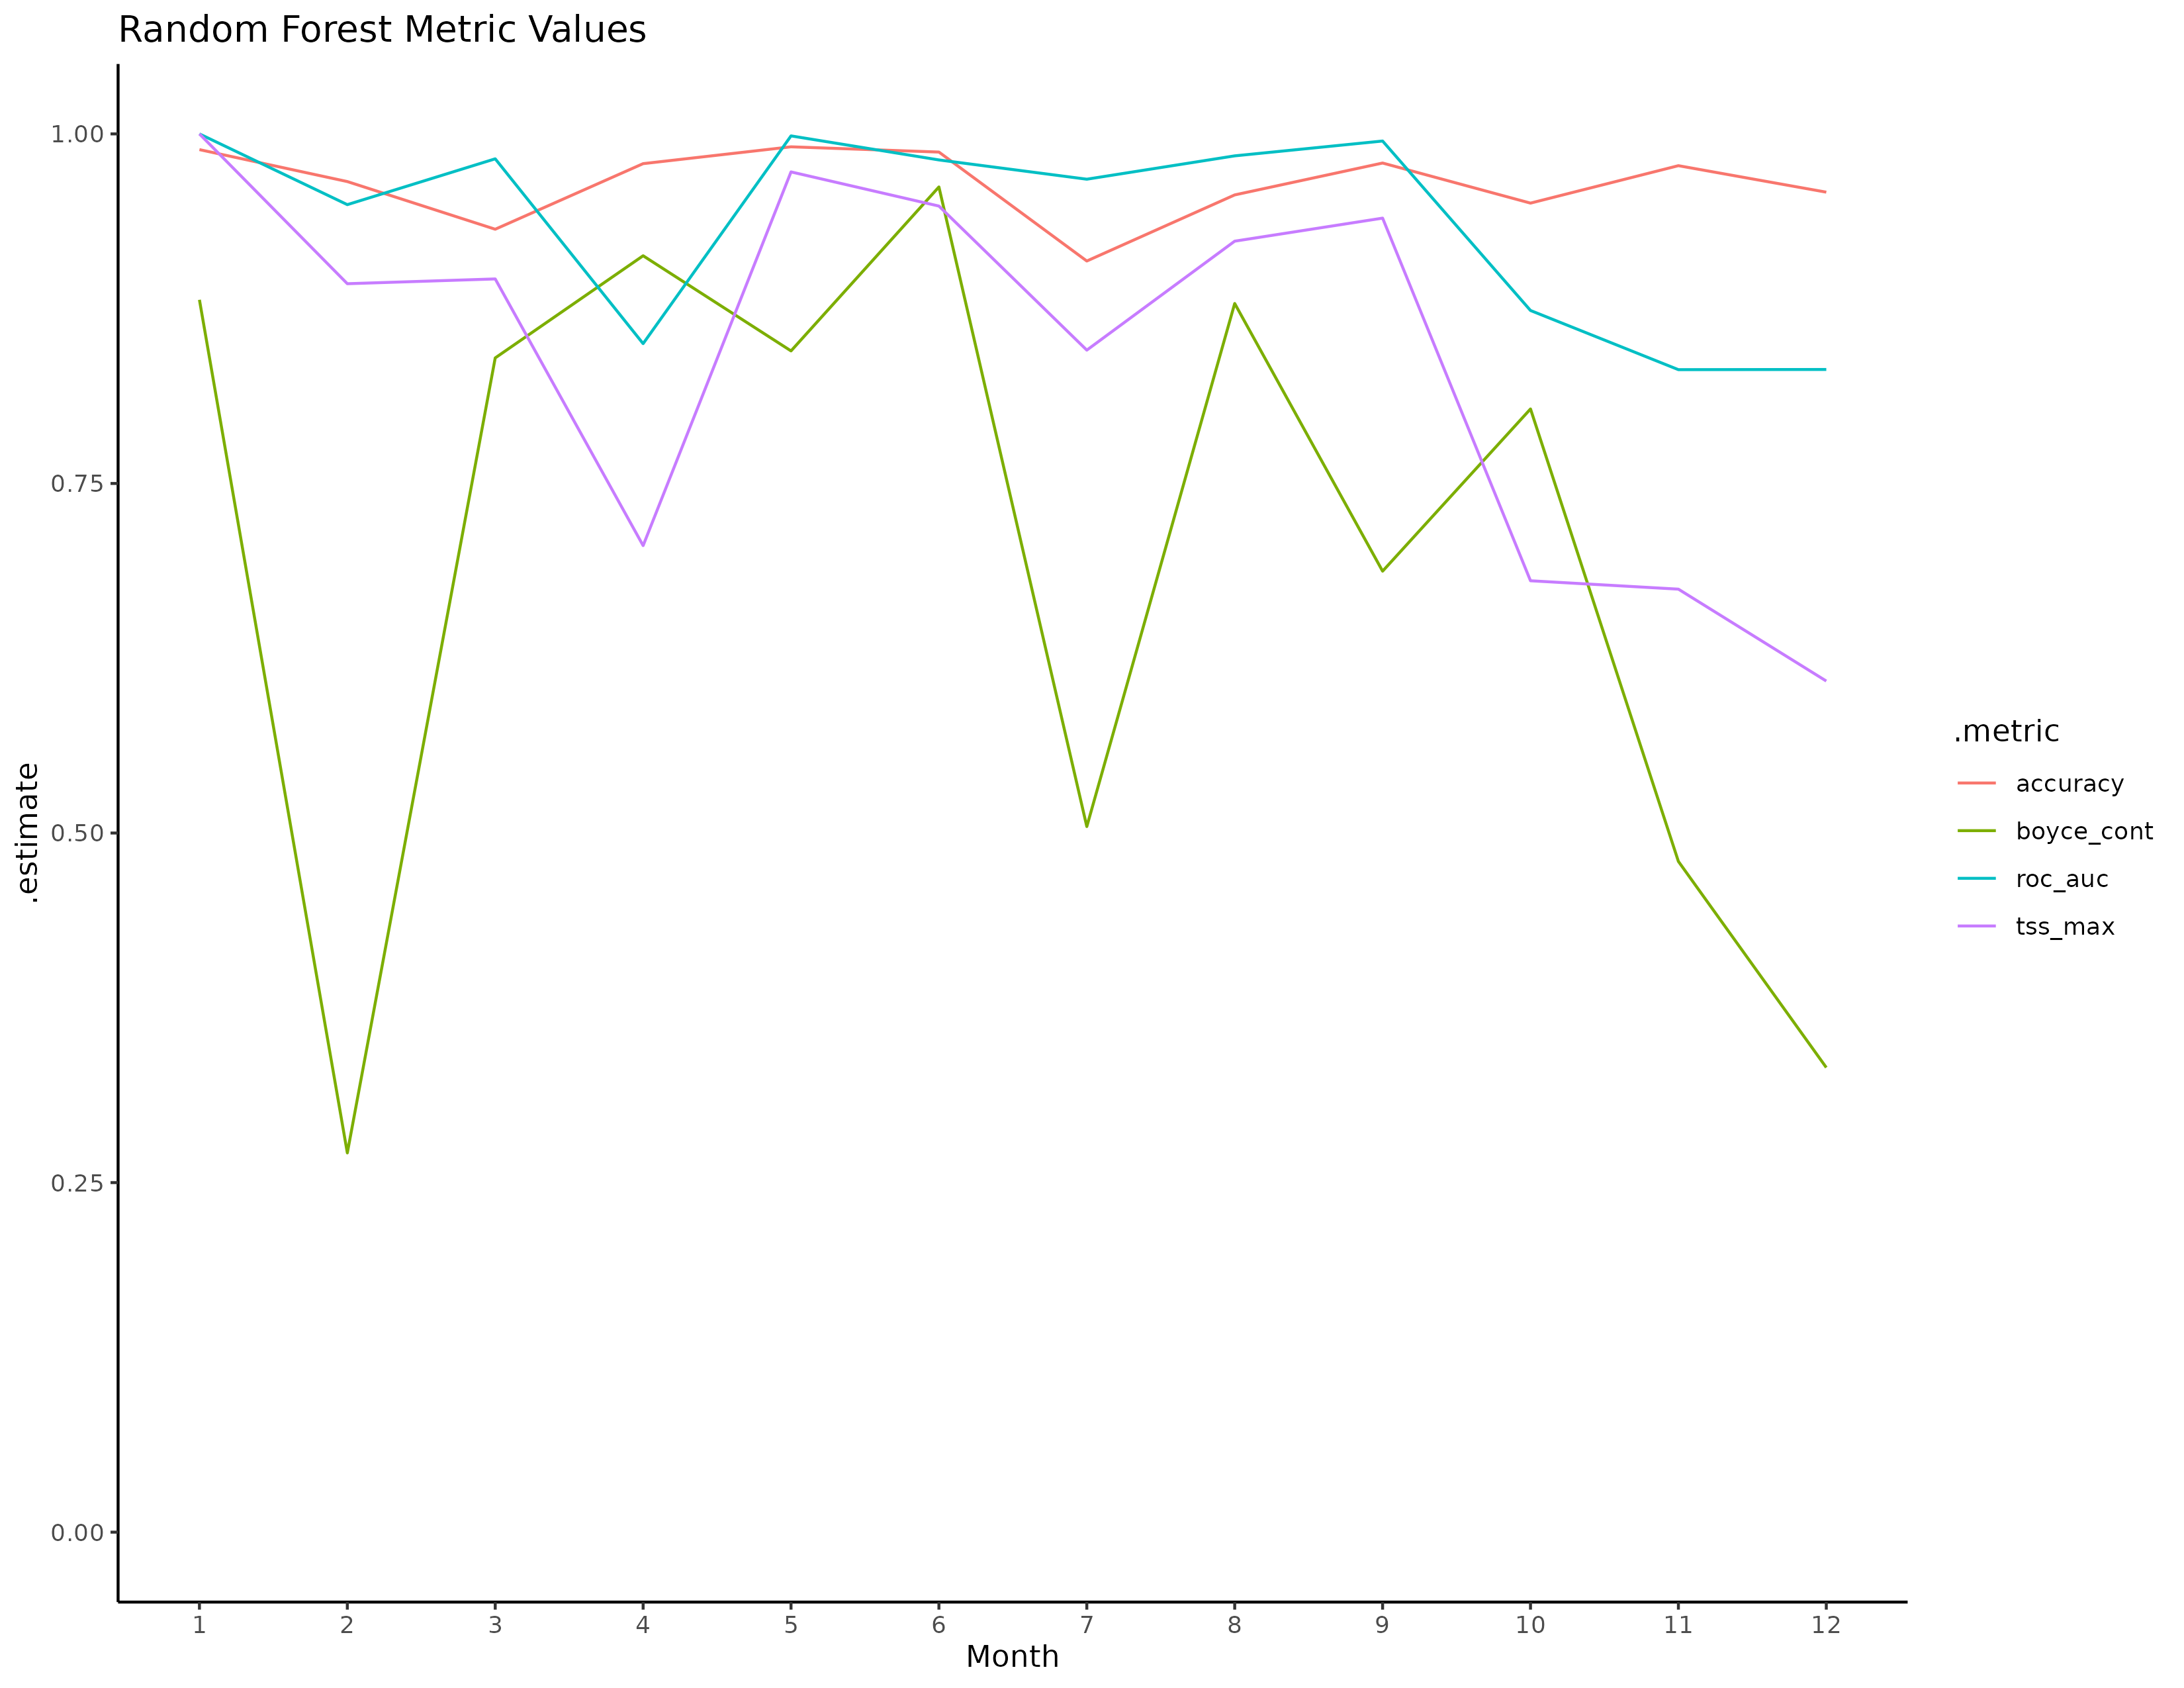 Random Forest Metric Values
1.00
0.75
0.50
0.25
0.00
.estimate
1 2 3 4 5 6 7 8 9 10 11 12
Month
.metric
accuracy
boyce_cont
roc_auc
tss_max